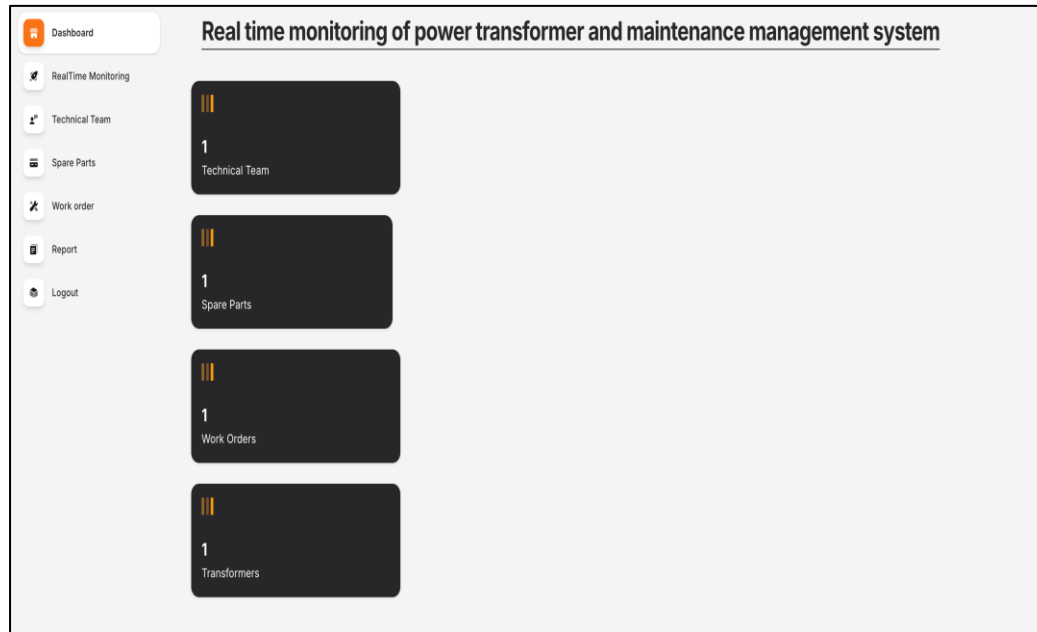 Dashboard
RealTime Monitoring
Technical Team
Spare Parts
Work order
Report
Logout
Real time monitoring of power transformer and maintenance management system
1
Technical Team
1
Spare Parts
1
Work Orders
1
Transformers